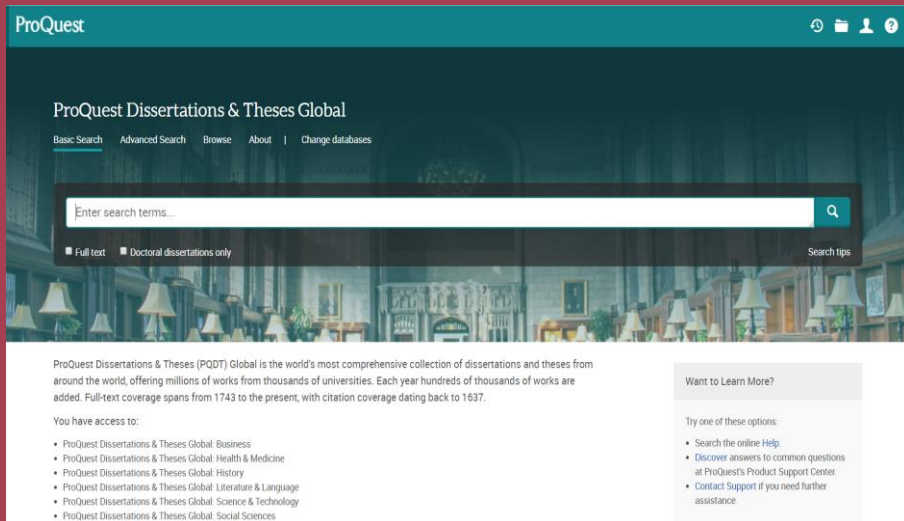 ProQuest
ProQuest Dissertations & Theses Global
Basic Search Advanced Search Browse About | Change databases
Enter search terms...
Full text Doctoral dissertations only Search tips
ProQuest Dissertations & Theses (PQDT) Global is the world's most comprehensive collection of dissertations and theses from
around the world, offering millions of works from thousands of universities. Each year hundreds of thousands of works are
added. Full-text coverage spans from 1743 to the present, with citation coverage dating back to 1637.
You have access to:
• ProQuest Dissertations & Theses Global: Business
• ProQuest Dissertations & Theses Global: Health & Medicine
• ProQuest Dissertations & Theses Global: History
• ProQuest Dissertations & Theses Global: Literature & Language
• ProQuest Dissertations & Theses Global: Science & Technology
• ProQuest Dissertations & Theses Global: Social Sciences
Want to Learn More?
Try one of these options:
• Search the online Help.
• Discover answers to common questions
at ProQuest's Product Support Center.
• Contact Support if you need further
assistance.